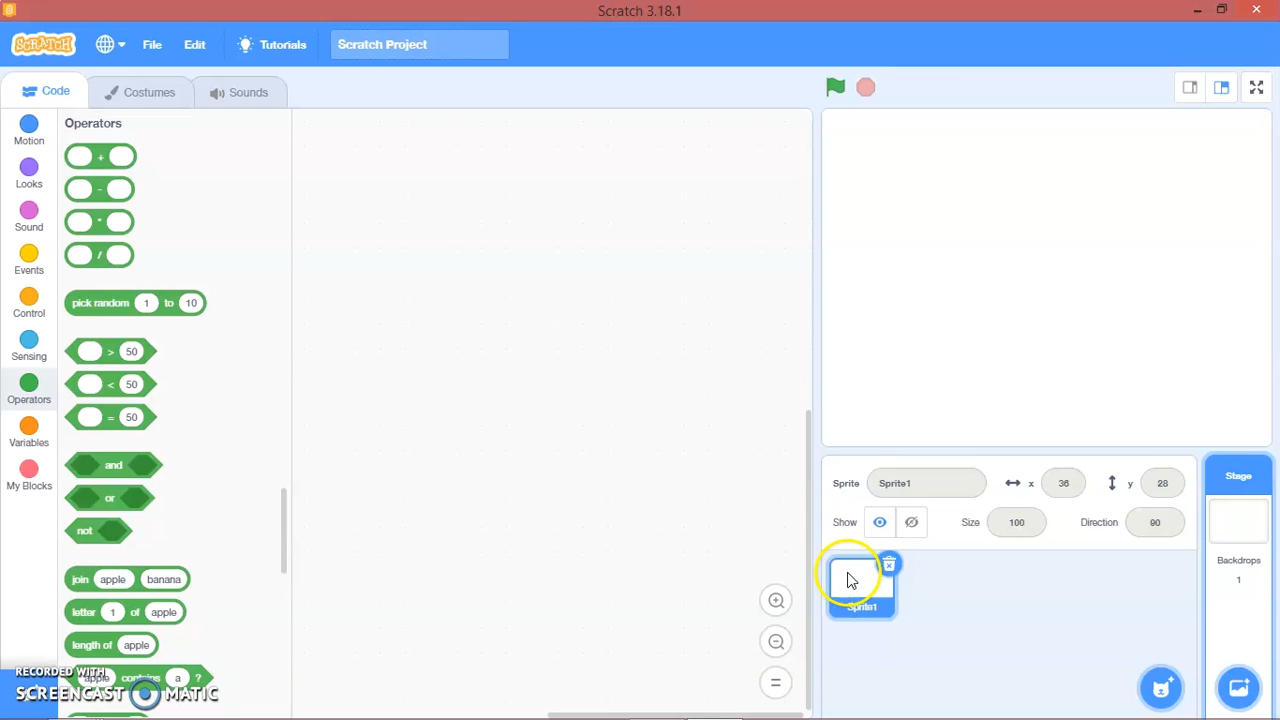 Scratch 3.18.1
SCRATCH File Edit Tutorials Scratch Project
Code Costumes Sounds
Motion
Looks
Sound
Events
Control
Sensing
Operators
Variables
My Blocks
Operators
+
-
*
/
pick random 1 to 10
> 50
< 50
= 50
and
or
not
join apple banana
letter 1 of apple
length of apple
apple contains a ?
RECORDED WITH
SCREENCAST MATIC
Sprite Sprite1 x 36 y 28
Show Size 100 Direction 90
Sprite1
Stage
Backdrops
1